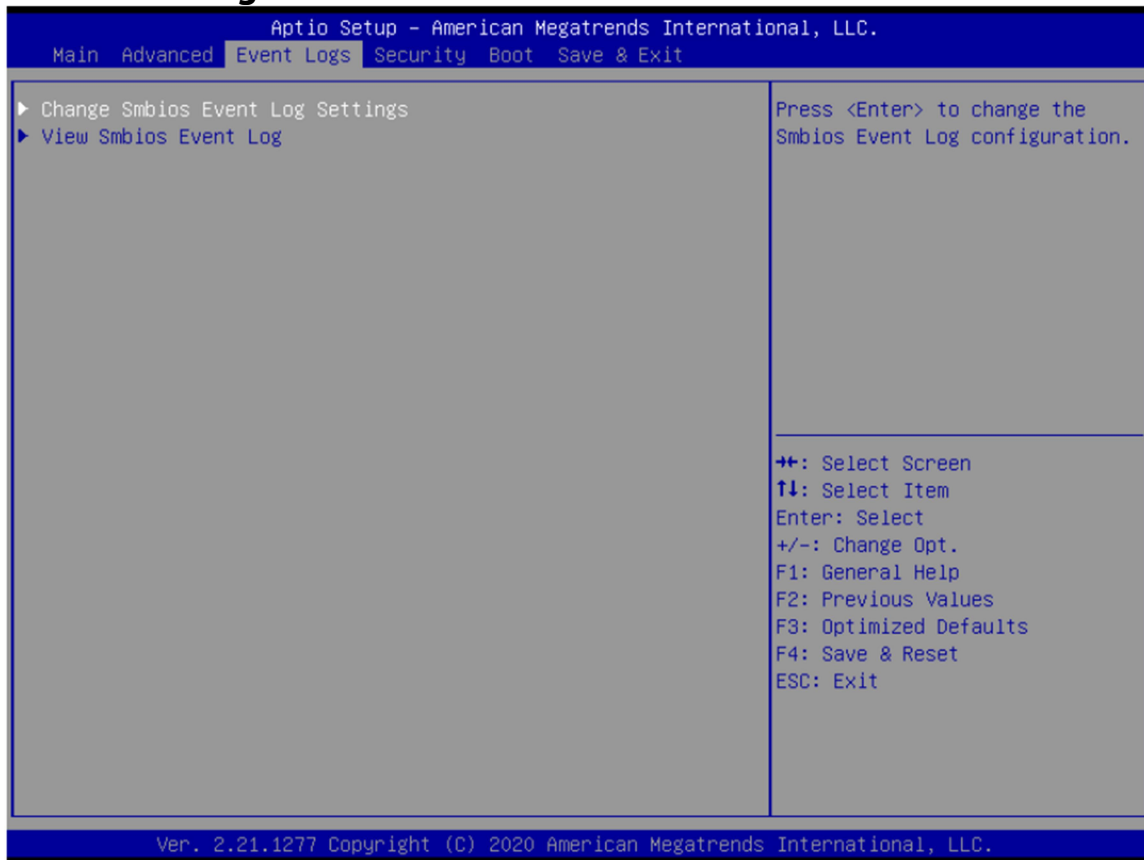 Aptio Setup – American Megatrends International, LLC.
Main Advanced Event Logs Security Boot Save & Exit
▶ Change Smbios Event Log Settings
▶ View Smbios Event Log
Press <Enter> to change the
Smbios Event Log configuration.
→←: Select Screen
↑↓: Select Item
Enter: Select
+/-: Change Opt.
F1: General Help
F2: Previous Values
F3: Optimized Defaults
F4: Save & Reset
ESC: Exit
Ver. 2.21.1277 Copyright (C) 2020 American Megatrends International, LLC.